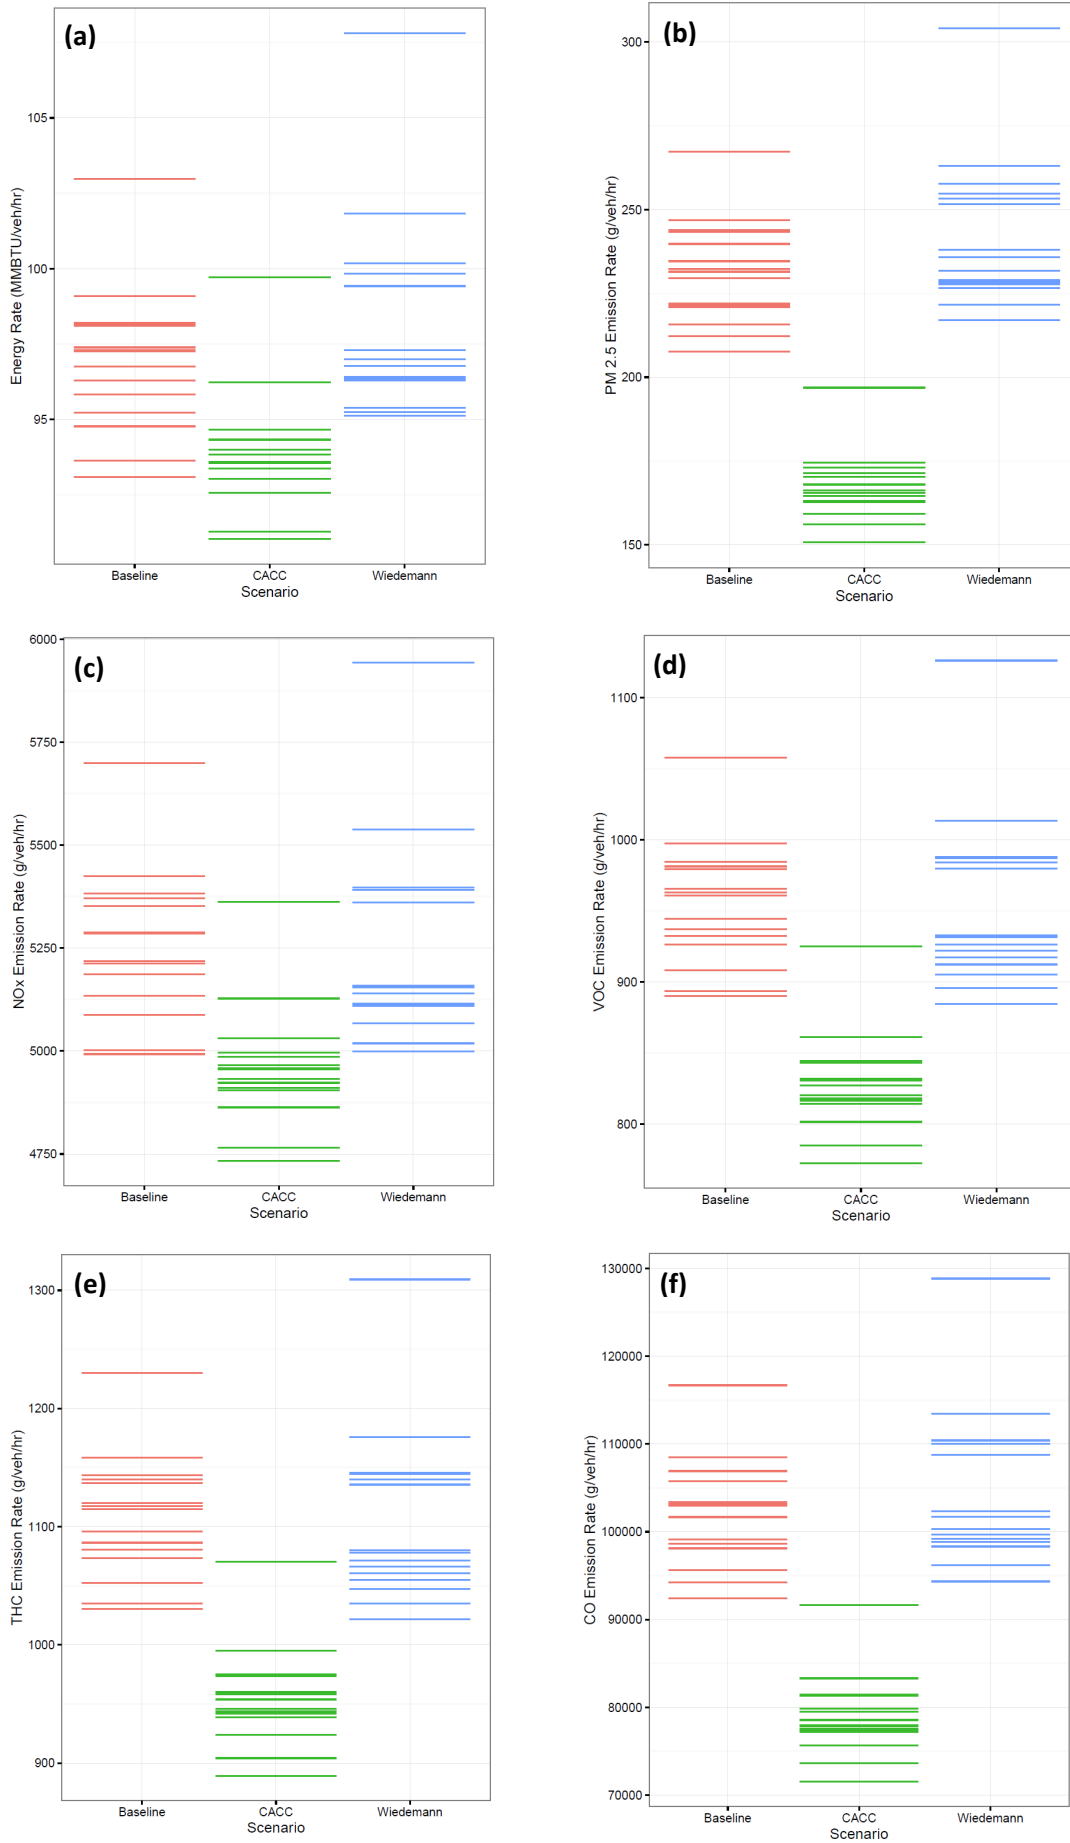 (a)
Energy Rate (MMBTU/veh/hr)
105
100
95
Baseline CACC Wiedemann
Scenario
(b)
PM 2.5 Emission Rate (g/veh/hr)
300
250
200
150
Baseline CACC Wiedemann
Scenario
(c)
NOx Emission Rate (g/veh/hr)
6000
5750
5500
5250
5000
4750
Baseline CACC Wiedemann
Scenario
(d)
VOC Emission Rate (g/veh/hr)
1100
1000
900
800
Baseline CACC Wiedemann
Scenario
(e)
THC Emission Rate (g/veh/hr)
1300
1200
1100
1000
900
Baseline CACC Wiedemann
Scenario
(f)
CO Emission Rate (g/veh/hr)
130000
120000
110000
100000
90000
80000
70000
Baseline CACC Wiedemann
Scenario